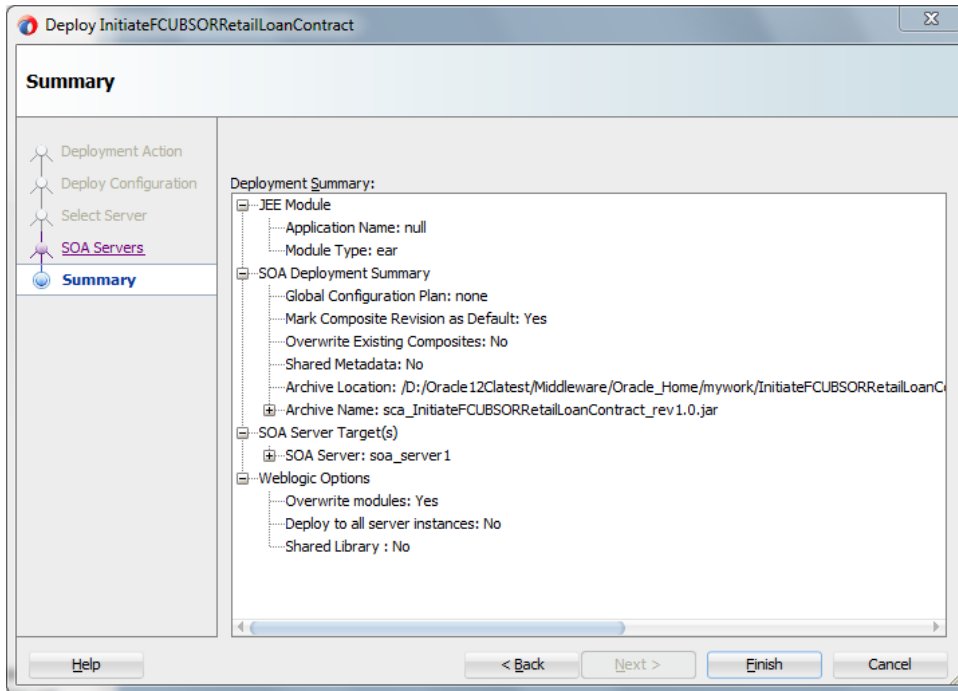 Deploy InitiateFCUBSORRetailLoanContract
Summary
Deployment Action
Deploy Configuration
Select Server
SOA Servers
Summary
Deployment Summary:
JEE Module
Application Name: null
Module Type: ear
SOA Deployment Summary
Global Configuration Plan: none
Mark Composite Revision as Default: Yes
Overwrite Existing Composites: No
Shared Metadata: No
Archive Location: /D:/Oracle12Clatest/Middleware/Oracle_Home/mywork/InitiateFCUBSORRetailLoanC
Archive Name: sca_InitiateFCUBSORRetailLoanContract_rev1.0.jar
SOA Server Target(s)
SOA Server: soa_server1
Weblogic Options
Overwrite modules: Yes
Deploy to all server instances: No
Shared Library : No
Help
< Back
Next >
Finish
Cancel